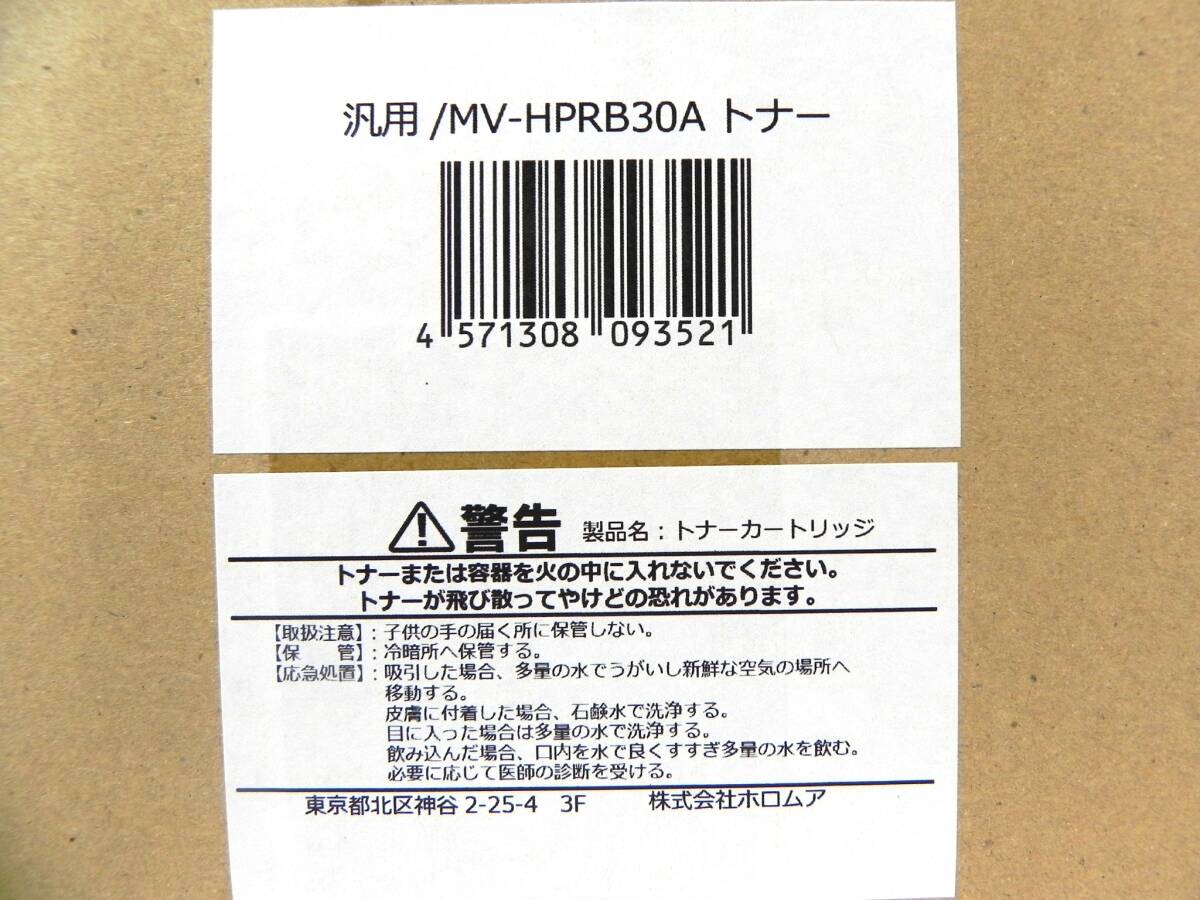 汎用 /MV-HPRB30A トナー
4 571308 093521
警告 製品名：トナーカートリッジ
トナーまたは容器を火の中に入れないでください。
トナーが飛び散ってやけどの恐れがあります。
【取扱注意】：子供の手の届く所に保管しない。
【保　管】：冷暗所へ保管する。
【応急処置】：吸引した場合、多量の水でうがいし新鮮な空気の場所へ
移動する。
皮膚に付着した場合、石鹸水で洗浄する。
目に入った場合は多量の水で洗浄する。
飲み込んだ場合、口内を水で良くすすぎ多量の水を飲む。
必要に応じて医師の診断を受ける。
東京都北区神谷 2-25-4　3F　株式会社ホロムア